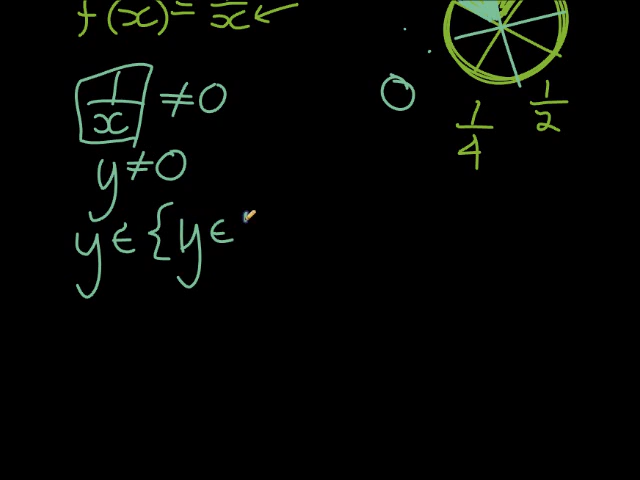 f(x) = 1/x
1/x ≠ 0
0
1/4
1/2
y ≠ 0
y ∈ { y ∈